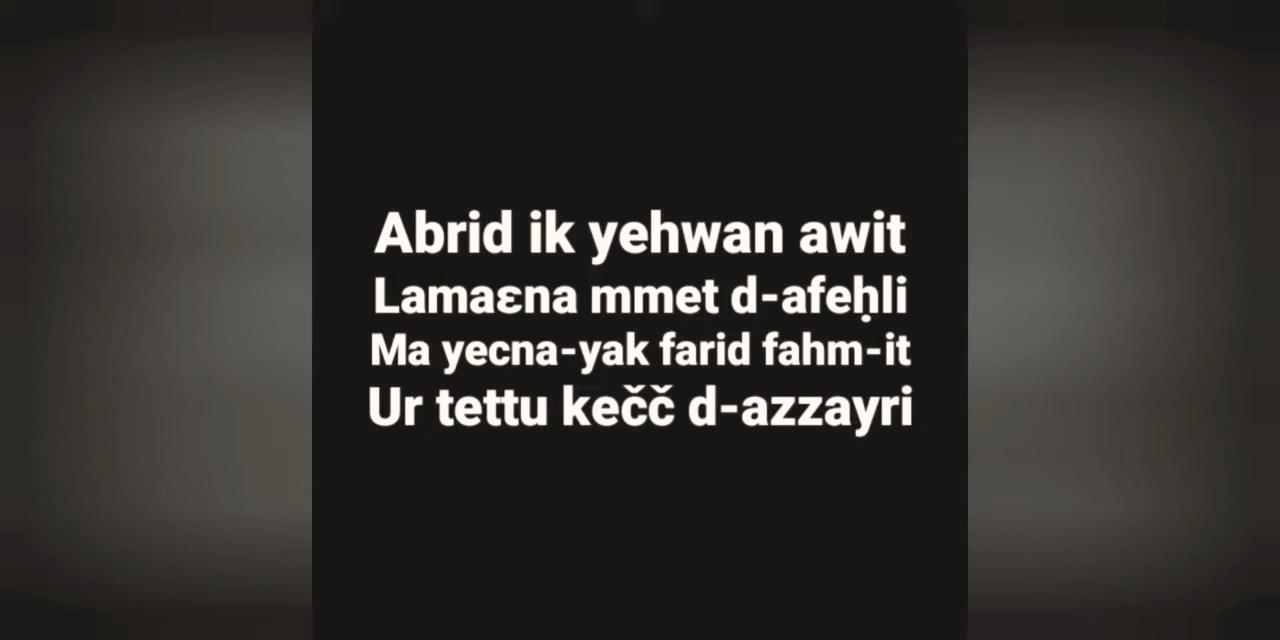 Abrid ik yehwan awit
Lamaɛna mmet d-afeḥli
Ma yecna-yak farid fahm-it
Ur tettu kečč d-azzayri